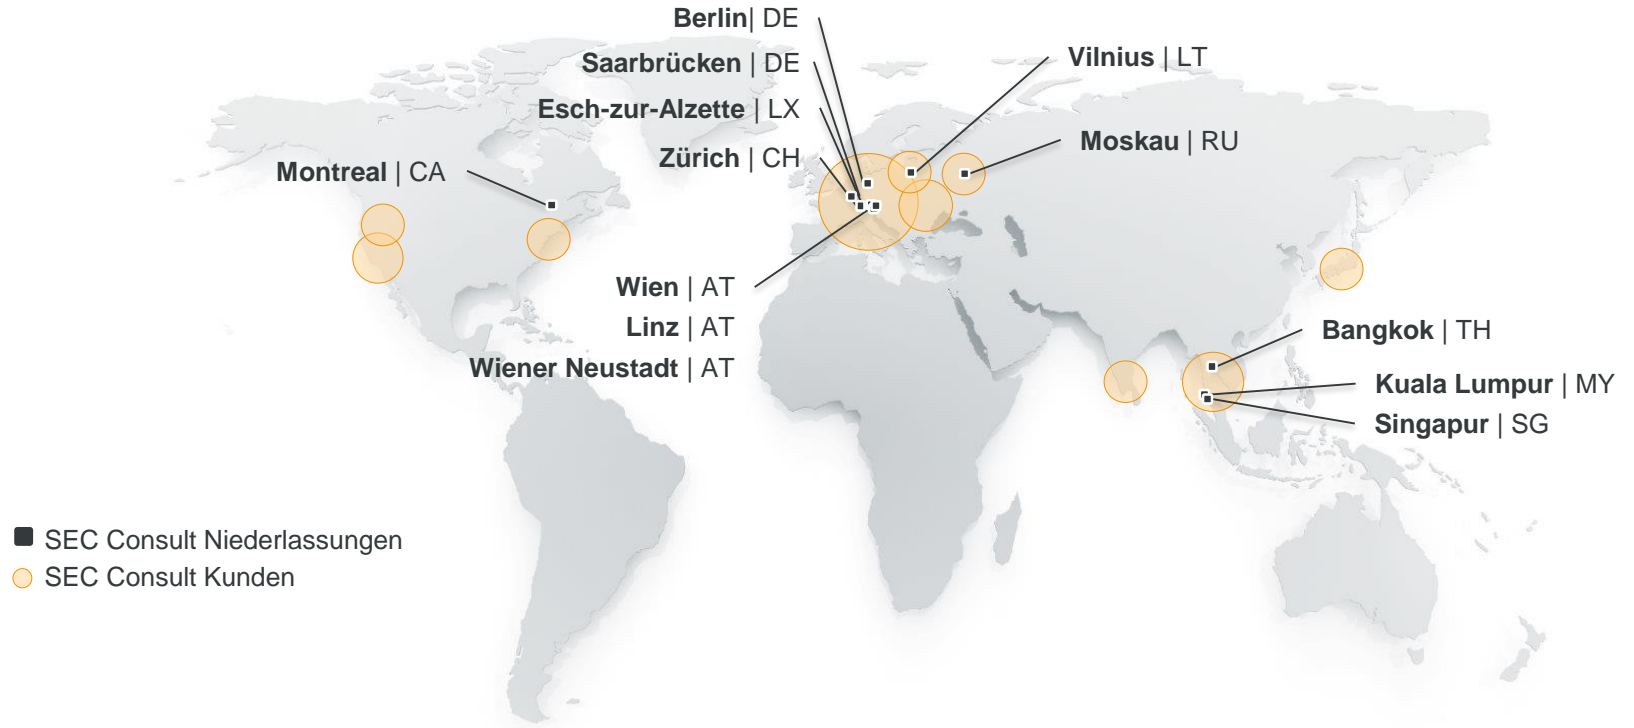 Berlin| DE
Saarbrücken | DE
Esch-zur-Alzette | LX
Zürich | CH
Montreal | CA
Vilnius | LT
Moskau | RU
Wien | AT
Linz | AT
Wiener Neustadt | AT
Bangkok | TH
Kuala Lumpur | MY
Singapur | SG
SEC Consult Niederlassungen
SEC Consult Kunden